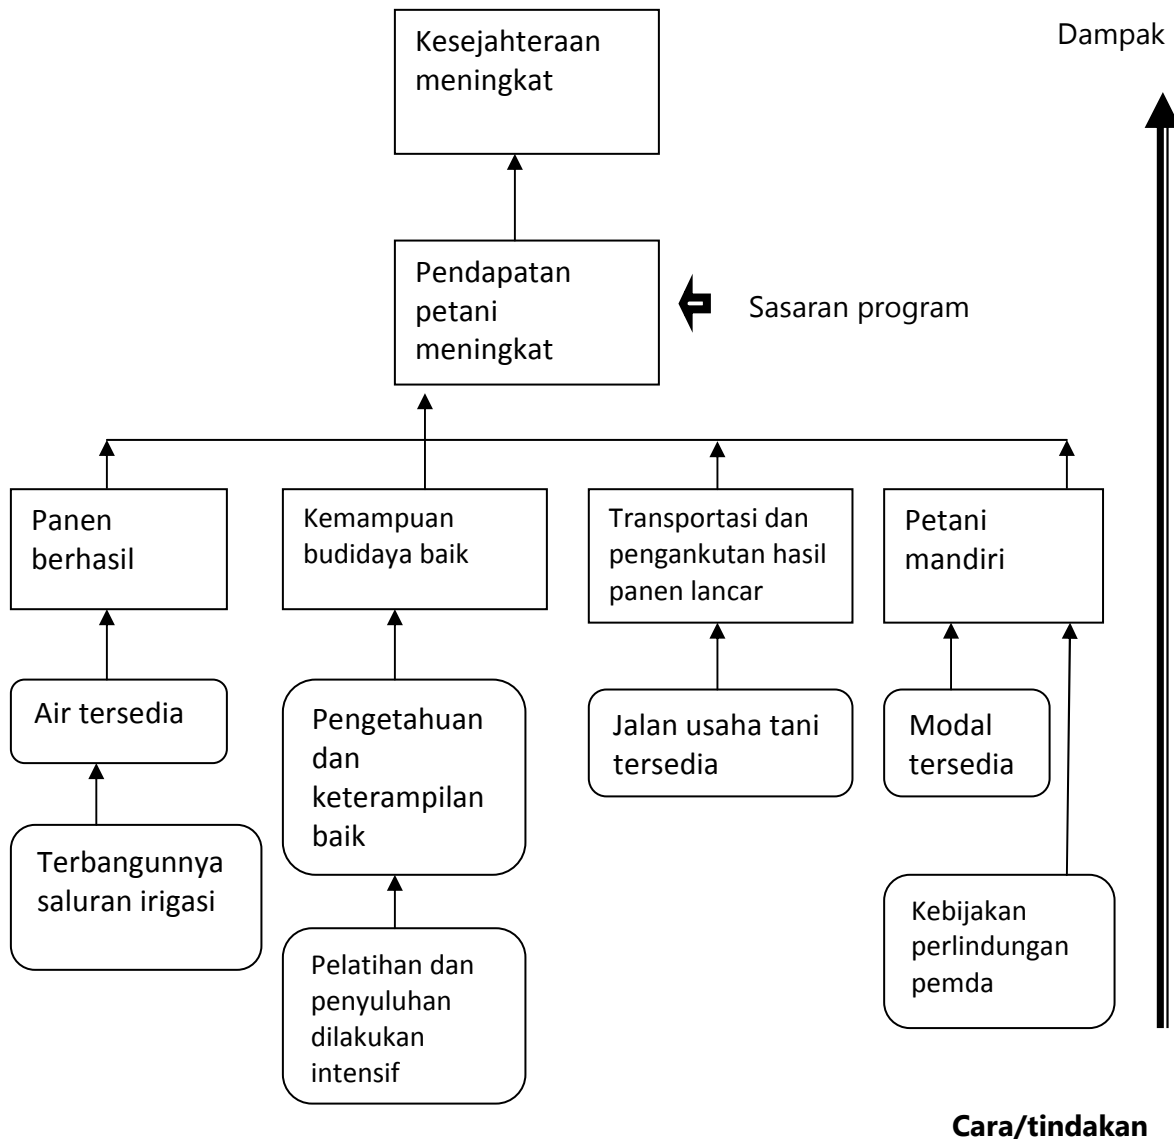 Kesejahteraan
meningkat
Dampak
Pendapatan
petani
meningkat
Sasaran program
Panen
berhasil
Kemampuan
budidaya baik
Transportasi dan
pengankutan hasil
panen lancar
Petani
mandiri
Air tersedia
Pengetahuan
dan
keterampilan
baik
Jalan usaha tani
tersedia
Modal
tersedia
Terbangunnya
saluran irigasi
Pelatihan dan
penyuluhan
dilakukan
intensif
Kebijakan
perlindungan
pemda
Cara/tindakan